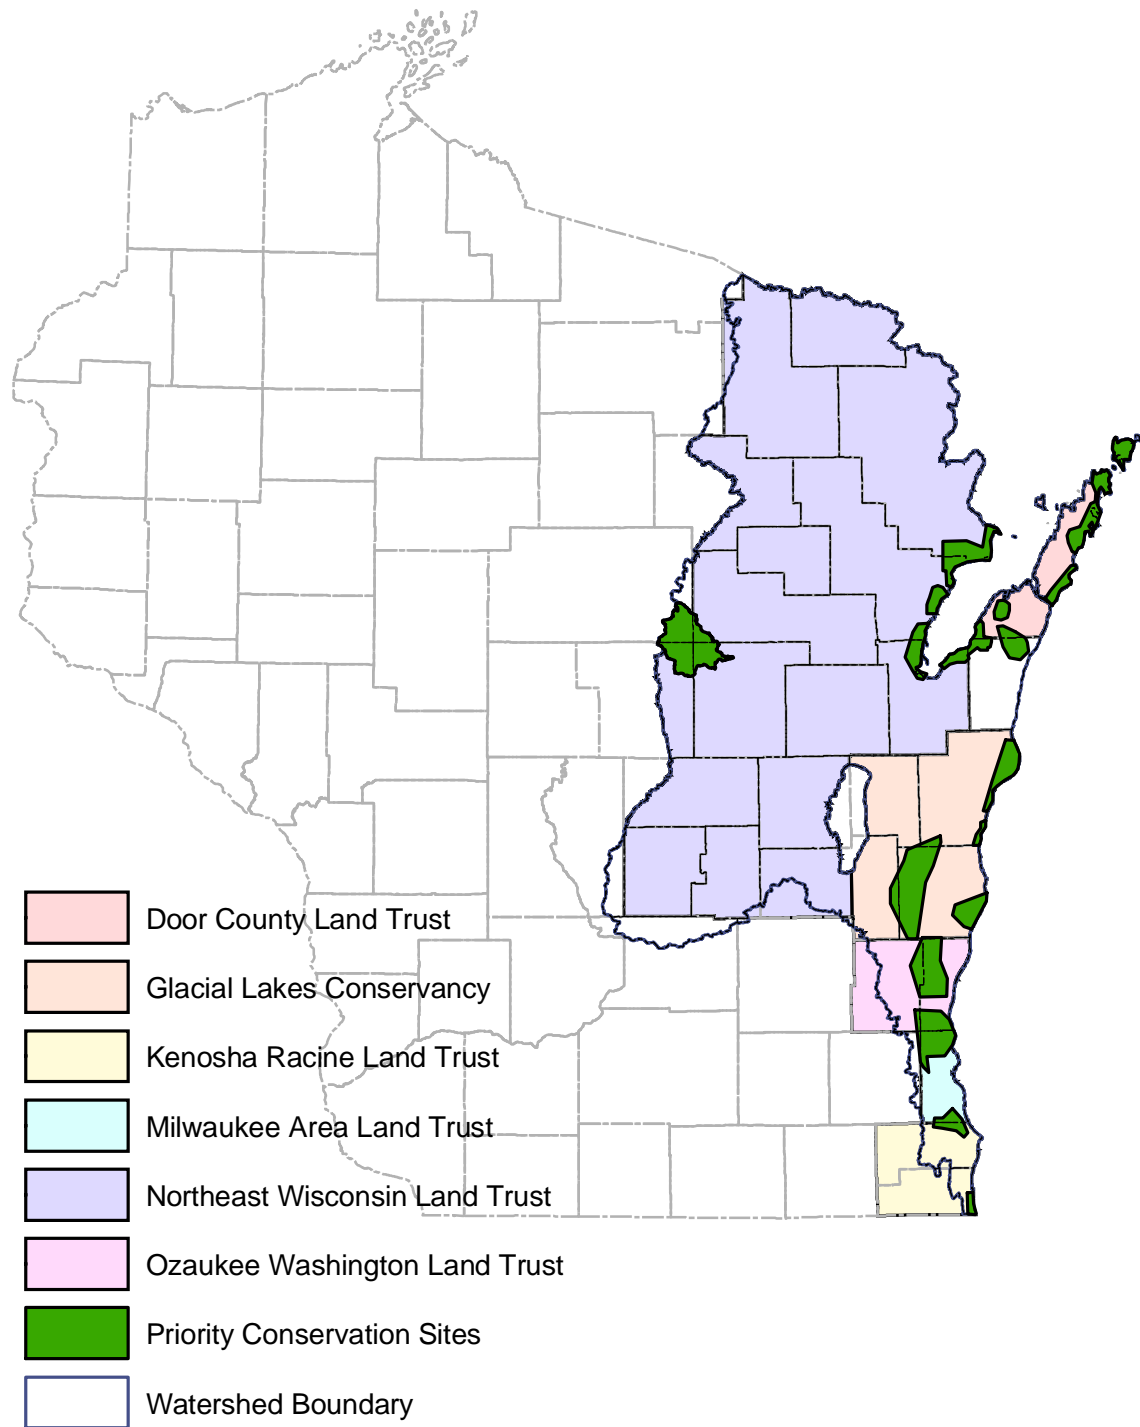 Door County Land Trust
Glacial Lakes Conservancy
Kenosha Racine Land Trust
Milwaukee Area Land Trust
Northeast Wisconsin Land Trust
Ozaukee Washington Land Trust
Priority Conservation Sites
Watershed Boundary